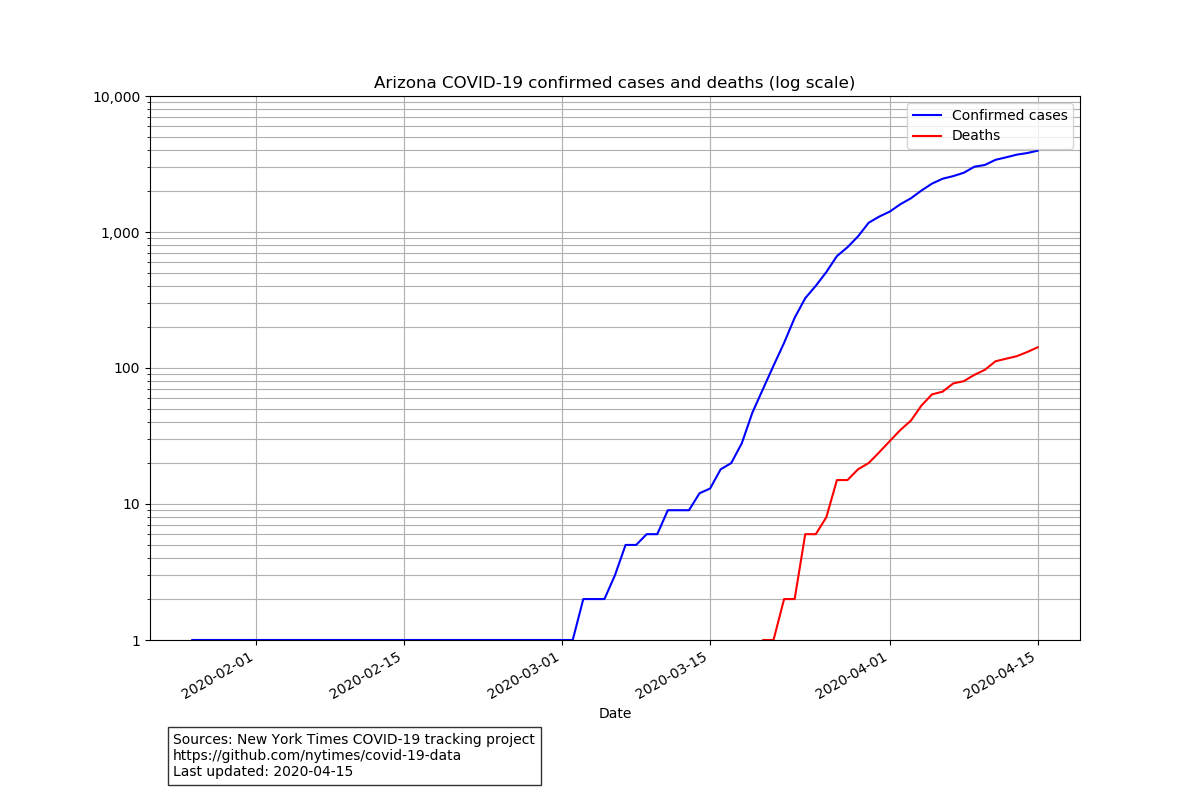 Arizona COVID-19 confirmed cases and deaths (log scale)
10,000
1,000
100
10
1
Confirmed cases
Deaths
2020-02-01
2020-02-15
2020-03-01
2020-03-15
2020-04-01
2020-04-15
Date
Sources: New York Times COVID-19 tracking project
https://github.com/nytimes/covid-19-data
Last updated: 2020-04-15